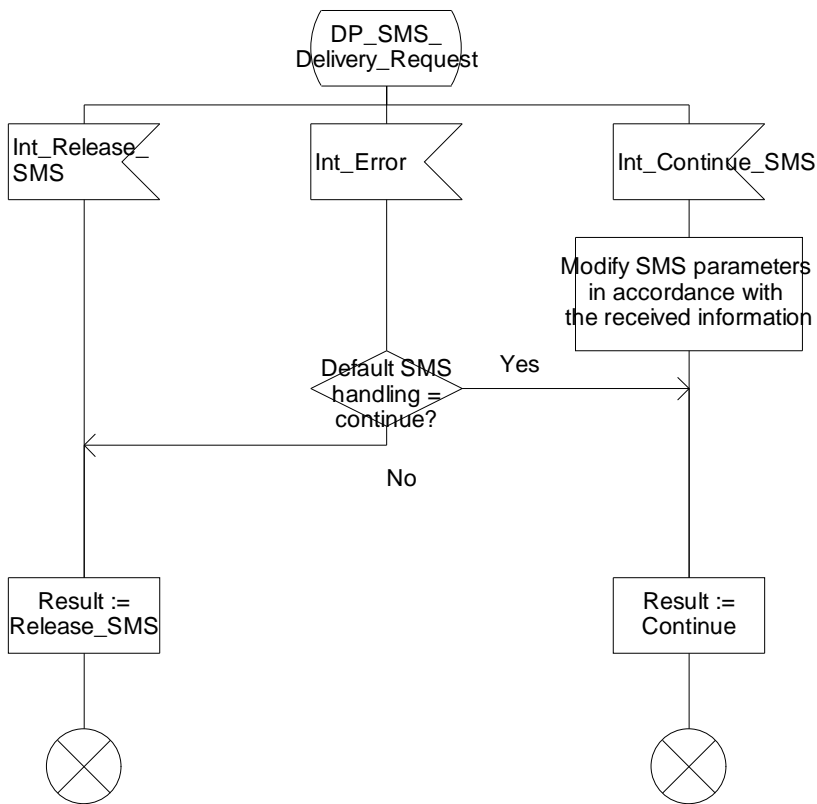 DP_SMS_
Delivery_Request
Int_Release_
SMS
Int_Error
Int_Continue_SMS
Modify SMS parameters
in accordance with
the received information
Default SMS
handling =
continue?
Yes
No
Result :=
Release_SMS
Result :=
Continue